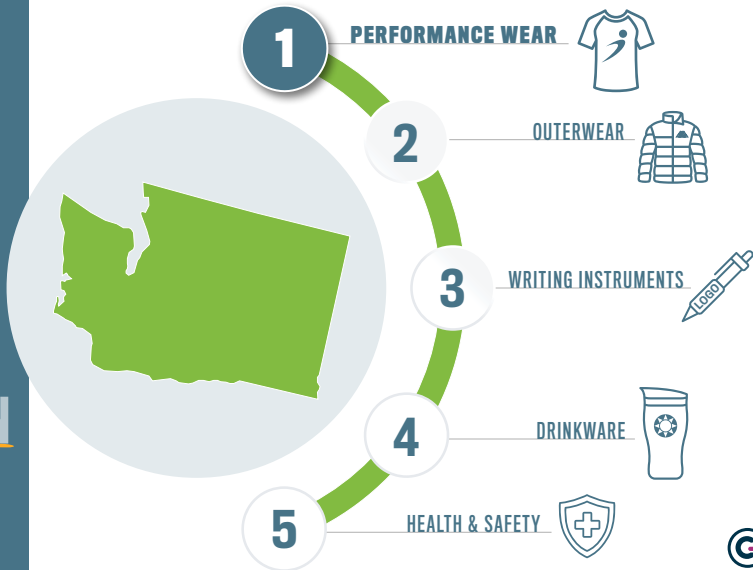 1 PERFORMANCE WEAR
2 OUTERWEAR
3 WRITING INSTRUMENTS
LOGO
4 DRINKWARE
5 HEALTH & SAFETY